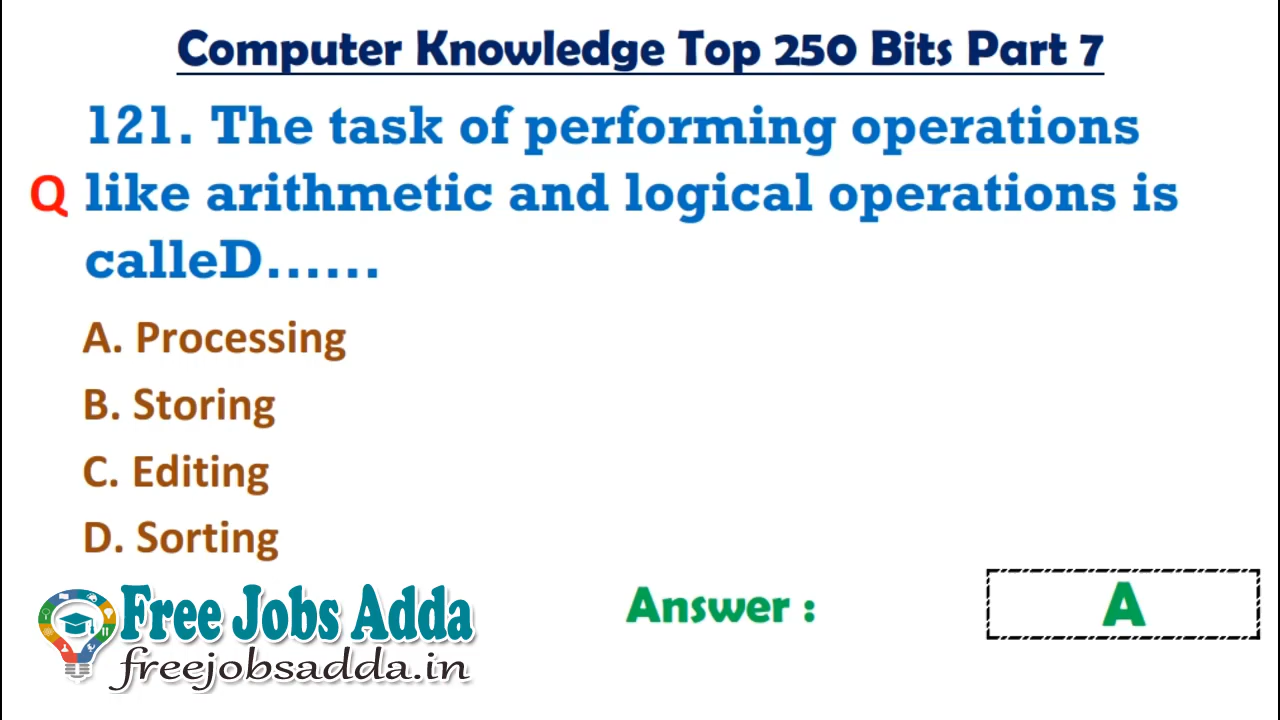 Computer Knowledge Top 250 Bits Part 7
121. The task of performing operations
Q like arithmetic and logical operations is
calleD......
A. Processing
B. Storing
C. Editing
D. Sorting
Free Jobs Adda
freejobsadda.in
Answer :
A